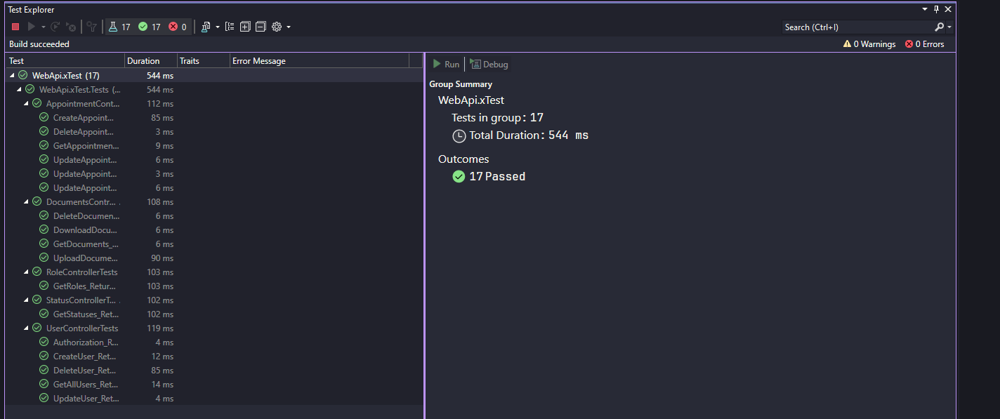 Test Explorer
17 17 0
Search (Ctrl+I)
Build succeeded
0 Warnings 0 Errors
Test Duration Traits Error Message
WebApi.xTest (17) 544 ms
WebApi.xTest.Tests (... 544 ms
AppointmentCont... 112 ms
CreateAppoint... 85 ms
DeleteAppoint... 3 ms
GetAppointmen... 9 ms
UpdateAppoint... 6 ms
UpdateAppoint... 3 ms
UpdateAppoint... 6 ms
DocumentsContr... 108 ms
DeleteDocumen... 6 ms
DownloadDocu... 6 ms
GetDocuments_... 6 ms
UploadDocume... 90 ms
RoleControllerTests 103 ms
GetRoles_Retur... 103 ms
StatusControllerT... 102 ms
GetStatuses_Ret... 102 ms
UserControllerTests 119 ms
Authorization_R... 4 ms
CreateUser_Ret... 12 ms
DeleteUser_Ret... 85 ms
GetAllUsers_Ret... 14 ms
UpdateUser_Ret... 4 ms
Run Debug
Group Summary
WebApi.xTest
Tests in group: 17
Total Duration: 544 ms
Outcomes
17 Passed